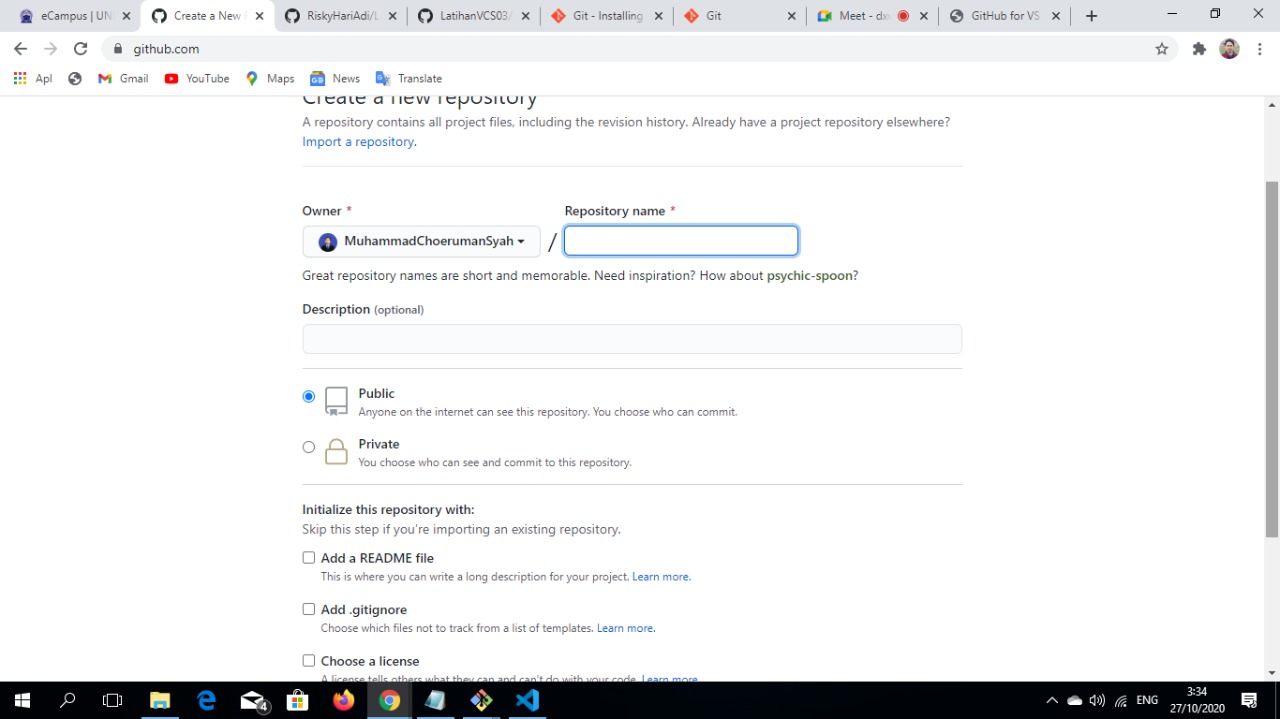 eCampus | UN
Create a New R
RiskyHariAdi/L
LatihanVCS03/
Git - Installing
Git
Meet - dx
GitHub for VS
github.com
Apl
Gmail
YouTube
Maps
News
Translate
Create a new repository
A repository contains all project files, including the revision history. Already have a project repository elsewhere?
Import a repository.
Owner *
Repository name *
MuhammadChoerumanSyah
/
Great repository names are short and memorable. Need inspiration? How about psychic-spoon?
Description (optional)
Public
Anyone on the internet can see this repository. You choose who can commit.
Private
You choose who can see and commit to this repository.
Initialize this repository with:
Skip this step if you're importing an existing repository.
Add a README file
This is where you can write a long description for your project. Learn more.
Add .gitignore
Choose which files not to track from a list of templates. Learn more.
Choose a license
A license tells others what they can and can't do with your code. Learn more.
4
ENG
3:34
27/10/2020